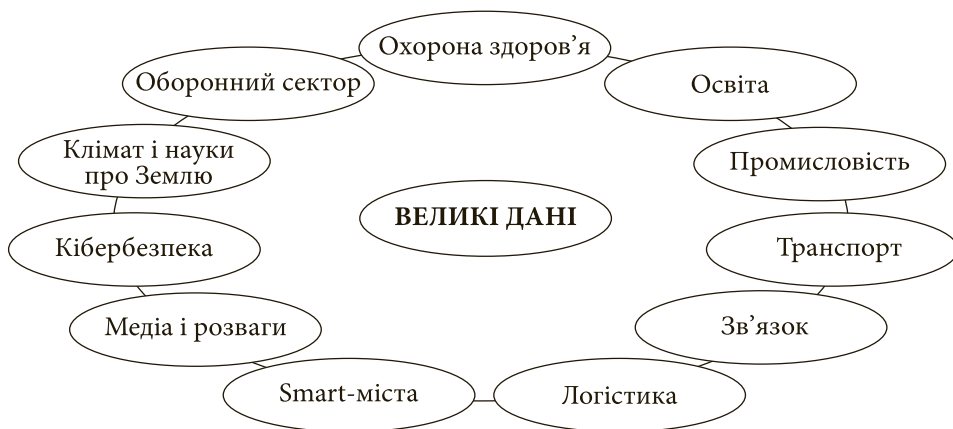 Охорона здоров’я
Оборонний сектор
Освіта
Клімат і науки
про Землю
Промисловість
ВЕЛИКІ ДАНІ
Кібербезпека
Транспорт
Медіа і розваги
Зв’язок
Smart-міста
Логістика